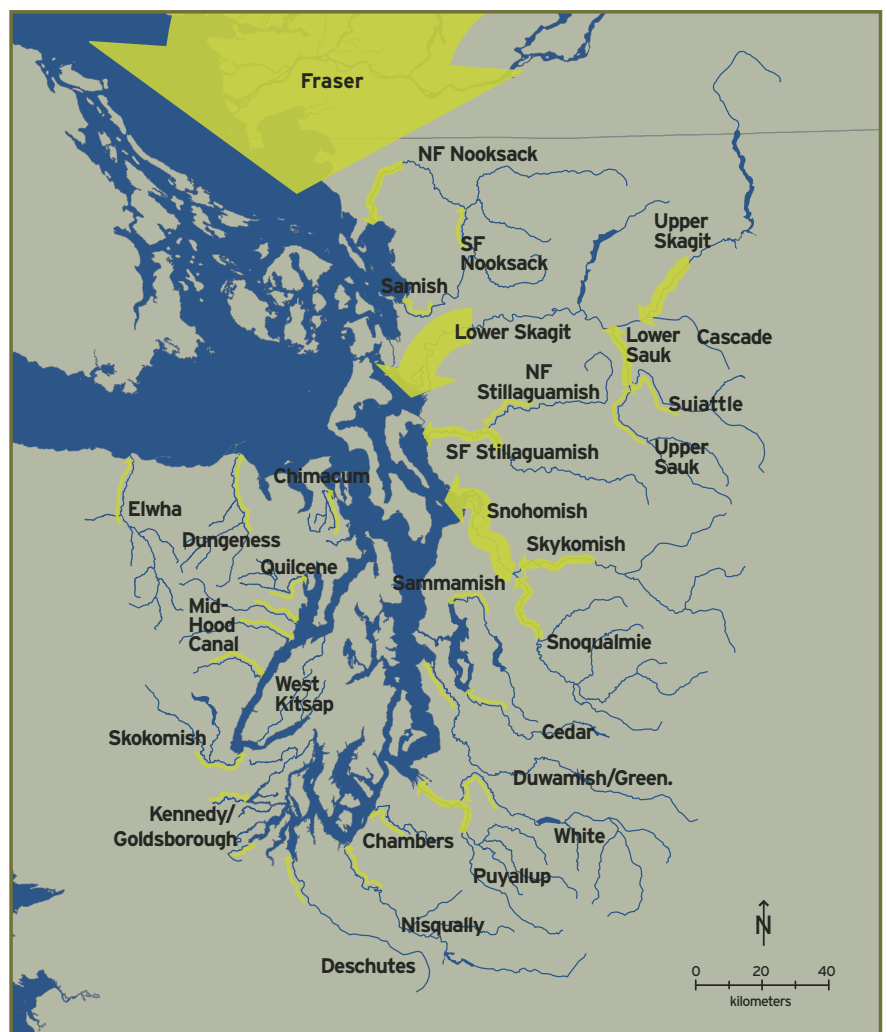 Fraser
NF Nooksack
Upper
Skagit
SF
Nooksack
Samish
Lower Skagit
Lower
Sauk
Cascade
NF
Stillaguamish
Suiattle
SF Stillaguamish
Upper
Sauk
Chimacum
Elwha
Snohomish
Dungeness
Skykomish
Quilcene
Sammamish
Mid-
Hood
Canal
Snoqualmie
West
Kitsap
Skokomish
Cedar
Duwamish/Green.
Kennedy/
Goldsborough
Chambers
White
Puyallup
Nisqually
Deschutes
N
0 20 40
kilometers